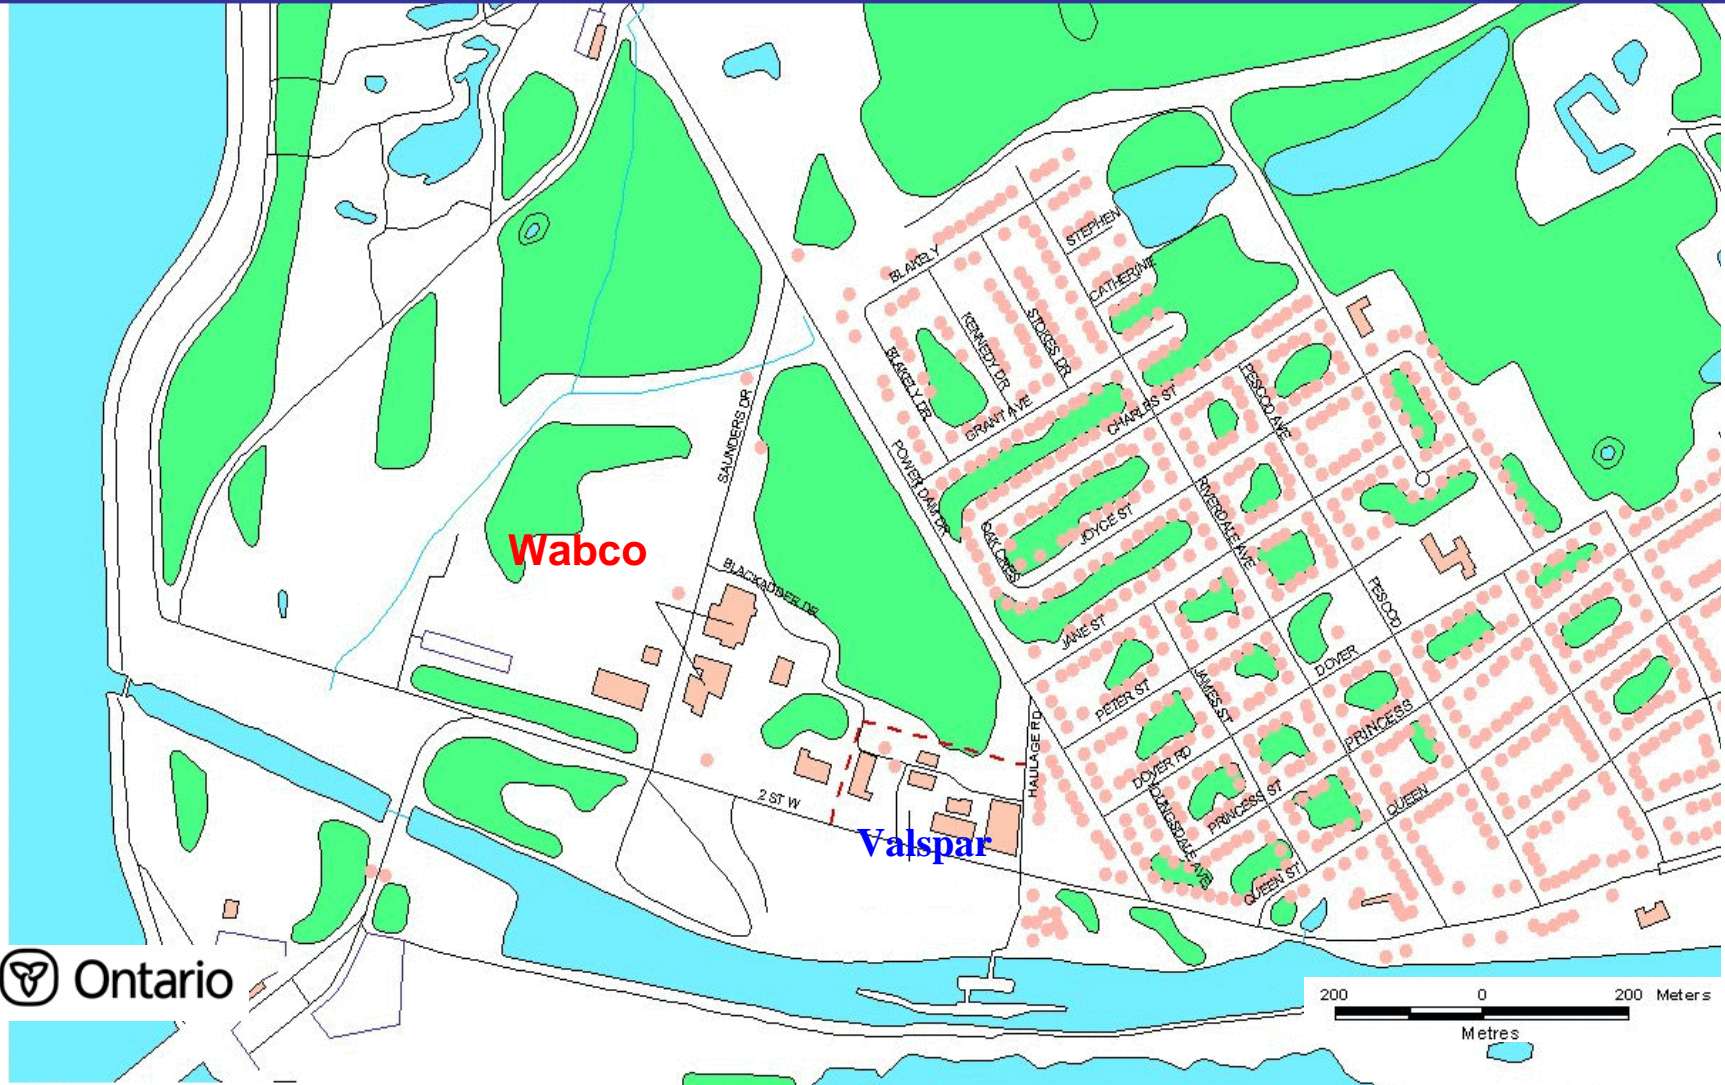 STEPHEN
BLAKELY
CATHERINE
KENNEDY DR
STOKES DR
BLAKELY DR
SAUNDERS DR
GRANT AVE
CHARLES ST
PESCOD AVE
POWER DAM DR
RIVERDALE AVE
OAK CRES
JOYCE ST
Wabco
BLACKADDER DR
PESCOD
JANE ST
DOVER
PETER ST
JAMES ST
PRINCESS
HAULAGE RD
DOVER RD
YOUNGSDALE AVE
PRINCESS ST
QUEEN
2 ST W
Valspar
QUEEN ST
Ontario
200 0 200 Meters
Metres